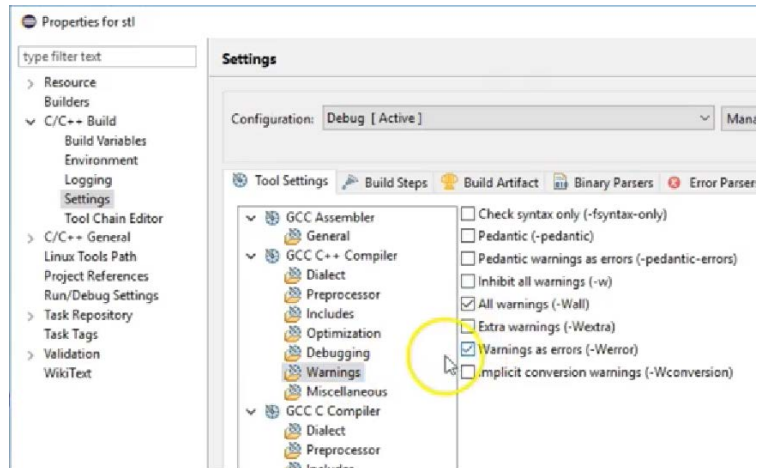 Properties for stl
type filter text
Resource
Builders
C/C++ Build
Build Variables
Environment
Logging
Settings
Tool Chain Editor
C/C++ General
Linux Tools Path
Project References
Run/Debug Settings
Task Repository
Task Tags
Validation
WikiText
Settings
Configuration: Debug [ Active ]
Mana
Tool Settings Build Steps Build Artifact Binary Parsers Error Parser
GCC Assembler
General
GCC C++ Compiler
Dialect
Preprocessor
Includes
Optimization
Debugging
Warnings
Miscellaneous
GCC C Compiler
Dialect
Preprocessor
Includes
Check syntax only (-fsyntax-only)
Pedantic (-pedantic)
Pedantic warnings as errors (-pedantic-errors)
Inhibit all warnings (-w)
All warnings (-Wall)
Extra warnings (-Wextra)
Warnings as errors (-Werror)
Implicit conversion warnings (-Wconversion)